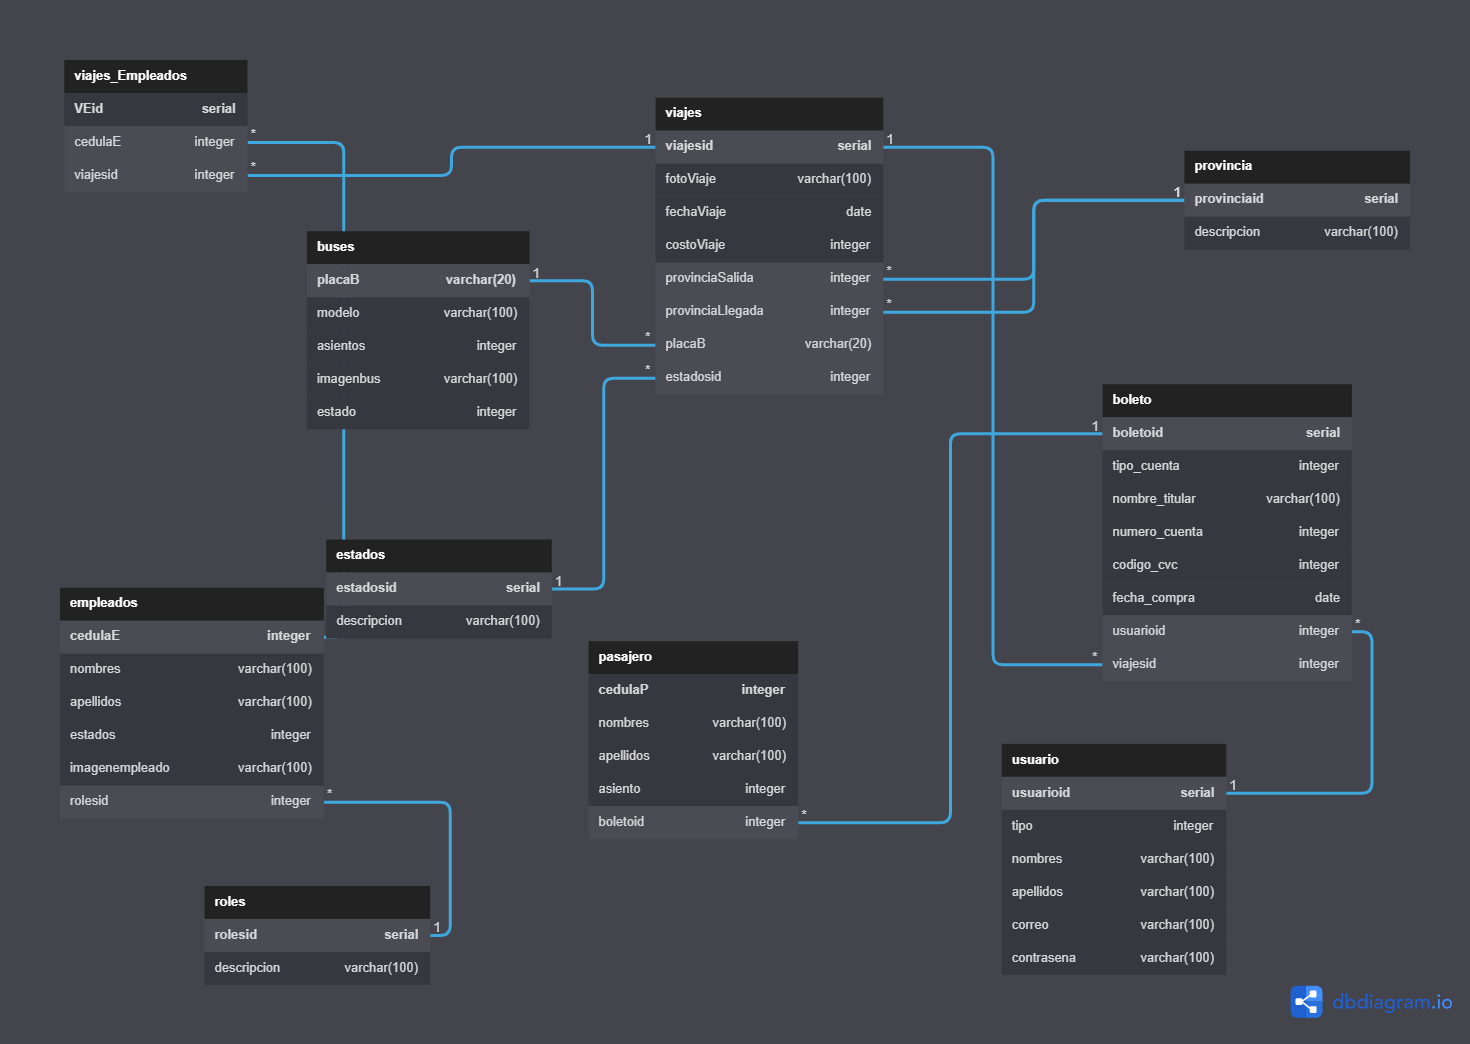 viajes_Empleados
VEid serial
cedulaE integer *
viajesid integer *
viajes
1 viajesid serial 1
fotoViaje varchar(100)
fechaViaje date
costoViaje integer
provinciaSalida integer *
provinciaLlegada integer *
* placaB varchar(20)
* estadosid integer
provincia
1 provinciaid serial
descripcion varchar(100)
buses
placaB varchar(20) 1
modelo varchar(100)
asientos integer
imagenbus varchar(100)
estado integer
boleto
1 boletoid serial
tipo_cuenta integer
nombre_titular varchar(100)
numero_cuenta integer
codigo_cvc integer
fecha_compra date
usuarioid integer *
* viajesid integer
estados
estadosid serial 1
descripcion varchar(100)
empleados
cedulaE integer
nombres varchar(100)
apellidos varchar(100)
estados integer
imagenempleado varchar(100)
rolesid integer *
pasajero
cedulaP integer
nombres varchar(100)
apellidos varchar(100)
asiento integer
boletoid integer *
usuario
usuarioid serial 1
tipo integer
nombres varchar(100)
apellidos varchar(100)
correo varchar(100)
contrasena varchar(100)
roles
rolesid serial 1
descripcion varchar(100)
dbdiagram.io